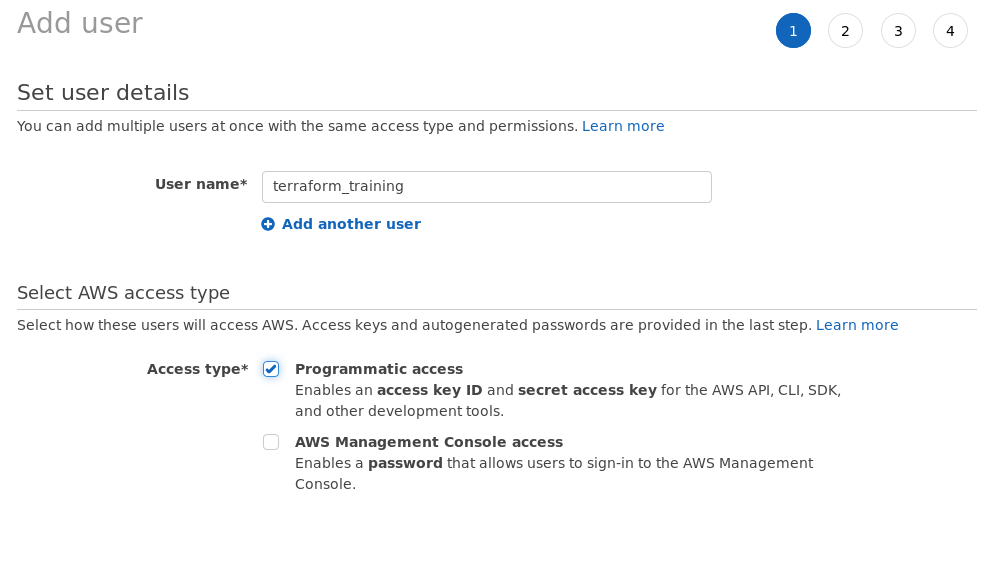 Add user
1 2 3 4
Set user details
You can add multiple users at once with the same access type and permissions. Learn more
User name* terraform_training
Add another user
Select AWS access type
Select how these users will access AWS. Access keys and autogenerated passwords are provided in the last step. Learn more
Access type* Programmatic access
Enables an access key ID and secret access key for the AWS API, CLI, SDK,
and other development tools.
AWS Management Console access
Enables a password that allows users to sign-in to the AWS Management
Console.